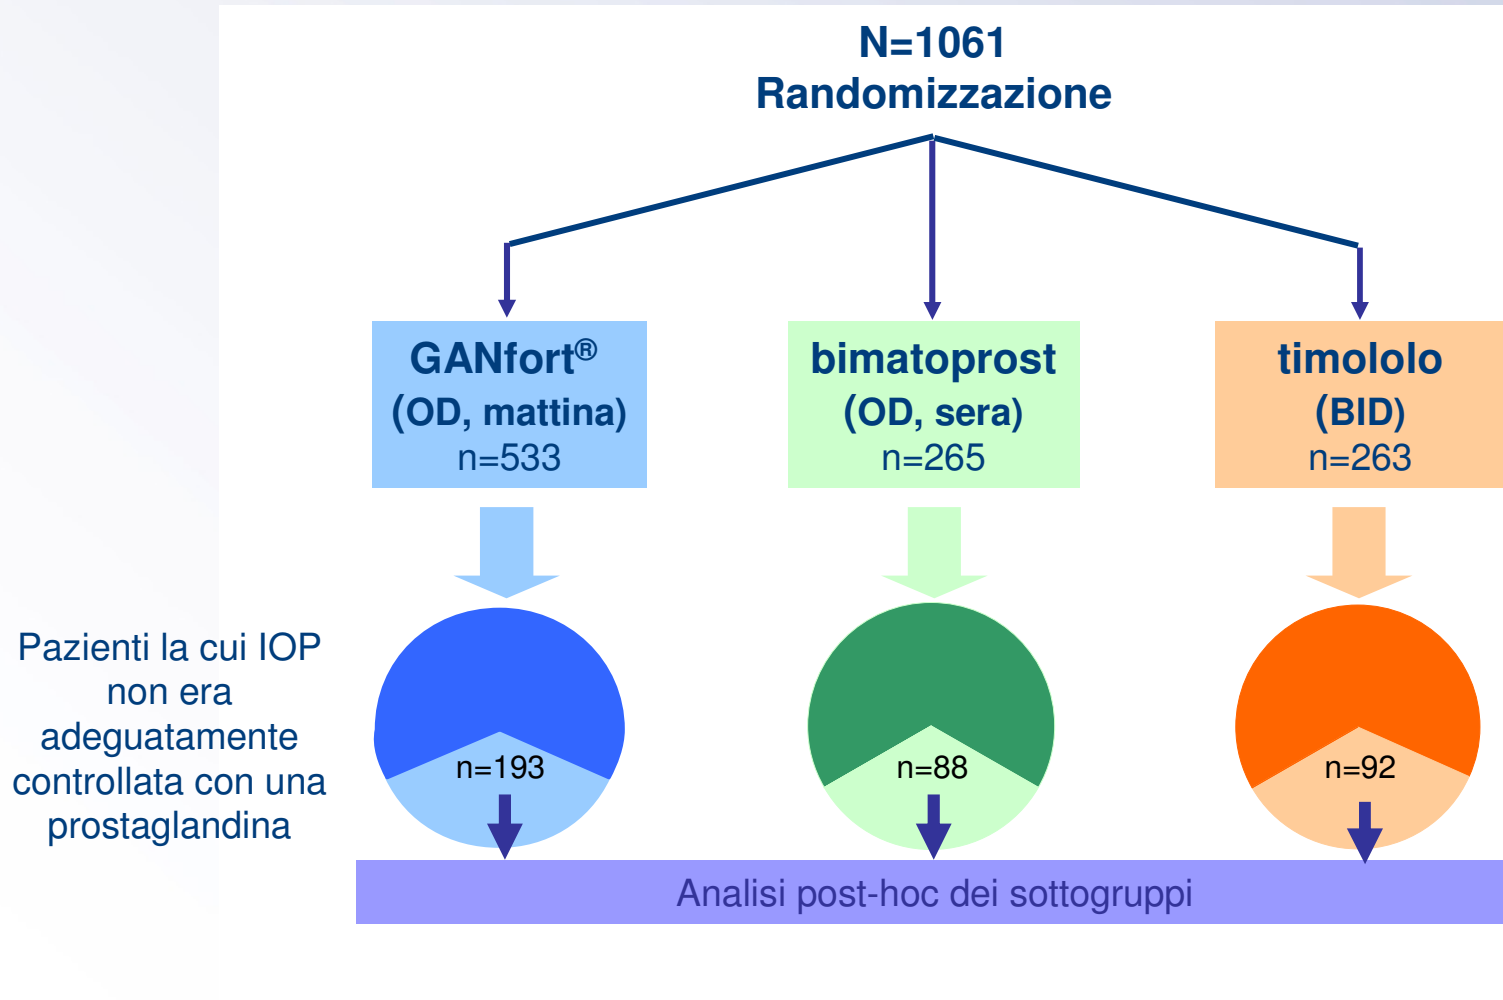 N=1061
Randomizzazione
GANfort®
(OD, mattina)
n=533
bimatoprost
(OD, sera)
n=265
timololo
(BID)
n=263
Pazienti la cui IOP
non era
adeguatamente
controllata con una
prostaglandina
n=193
n=88
n=92
Analisi post-hoc dei sottogruppi